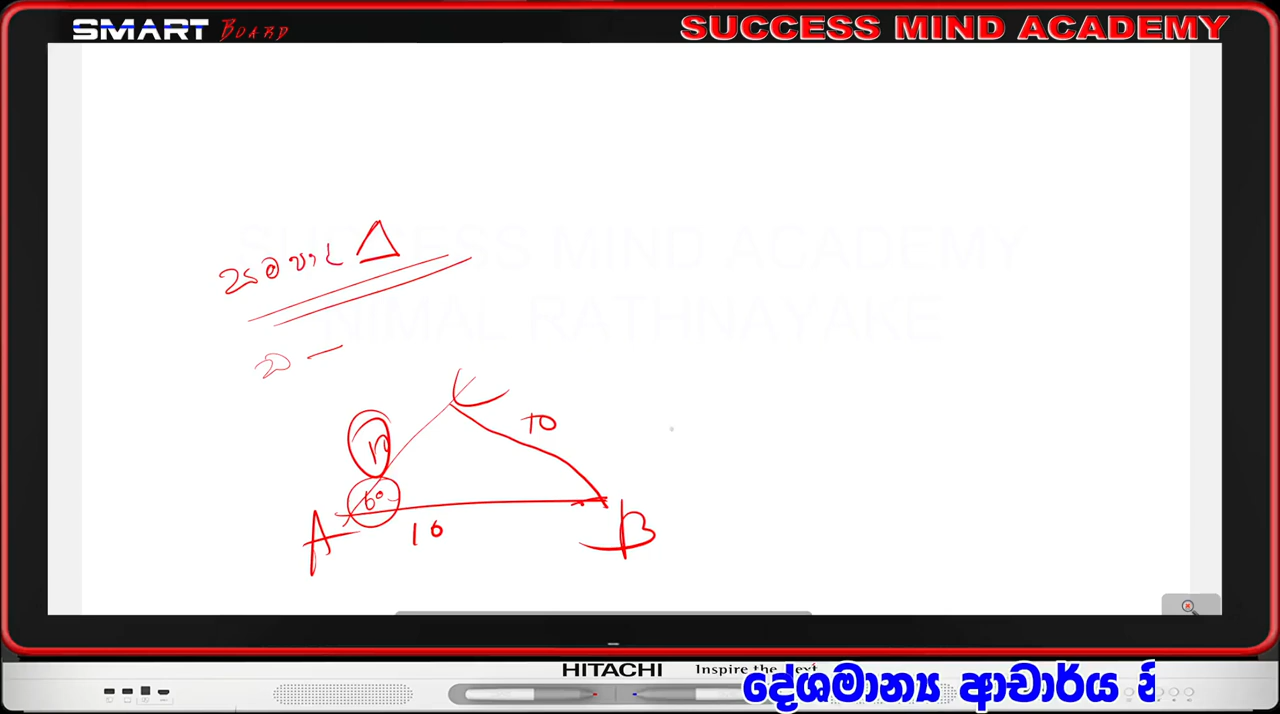 SMART Board
SUCCESS MIND ACADEMY
SUCCESS MIND ACADEMY
NIMAL RATHNAYAKE
සමපාද
10
60
A
10
B
HITACHI
Inspire the Next
දේශමාන්‍ය ආචාර්ය නි